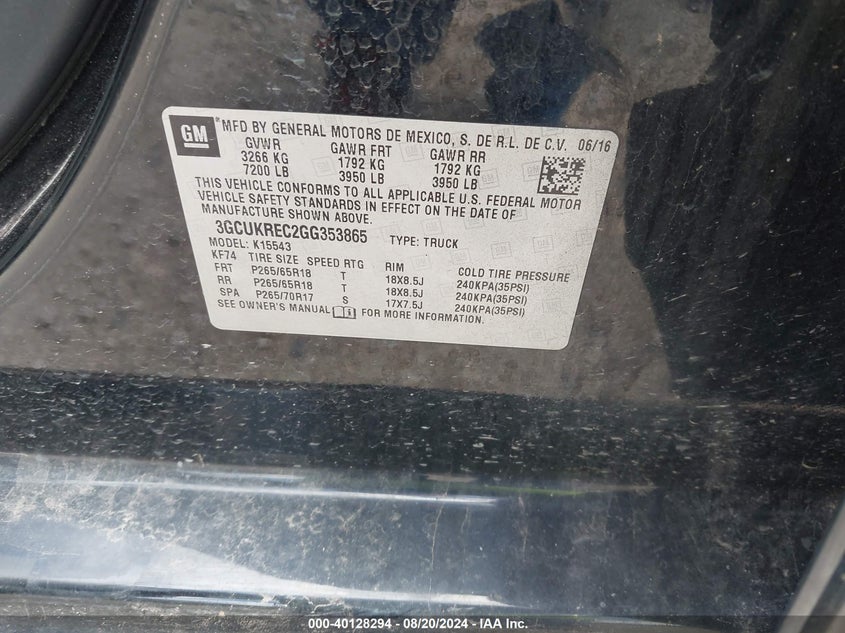 GM ® MFD BY GENERAL MOTORS DE MEXICO, S. DE R.L. DE C.V. 06/16
GVWR GAWR FRT GAWR RR
3266 KG 1792 KG 1792 KG
7200 LB 3950 LB 3950 LB
THIS VEHICLE CONFORMS TO ALL APPLICABLE U.S. FEDERAL MOTOR
VEHICLE SAFETY STANDARDS IN EFFECT ON THE DATE OF
MANUFACTURE SHOWN ABOVE.
3GCUKREC2GG353865 TYPE: TRUCK
MODEL: K15543
KF74 TIRE SIZE SPEED RTG RIM COLD TIRE PRESSURE
FRT P265/65R18 T 18X8.5J 240KPA(35PSI)
RR P265/65R18 T 18X8.5J 240KPA(35PSI)
SPA P265/70R17 S 17X7.5J 240KPA(35PSI)
SEE OWNER'S MANUAL FOR MORE INFORMATION.
000-40128294 - 08/20/2024 - IAA Inc.